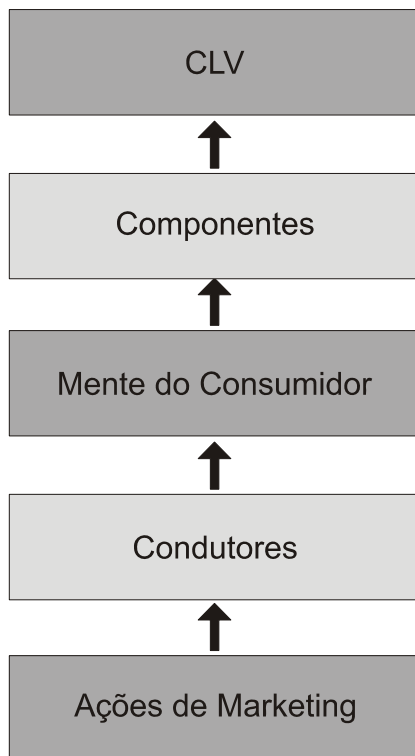 CLV
Componentes
Mente do Consumidor
Condutores
Ações de Marketing